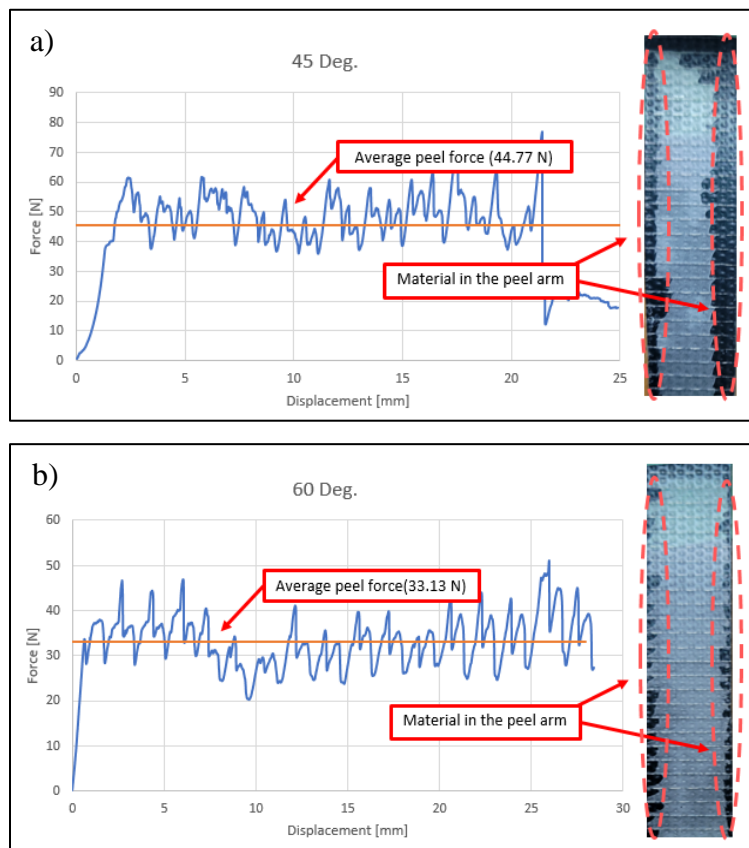 a)
45 Deg.
90
80
70
60
50
40
30
20
10
0
Force [N]
0 5 10 15 20 25
Displacement [mm]
Average peel force (44.77 N)
Material in the peel arm
b)
60 Deg.
60
50
40
30
20
10
0
Force [N]
0 5 10 15 20 25 30
Displacement [mm]
Average peel force(33.13 N)
Material in the peel arm